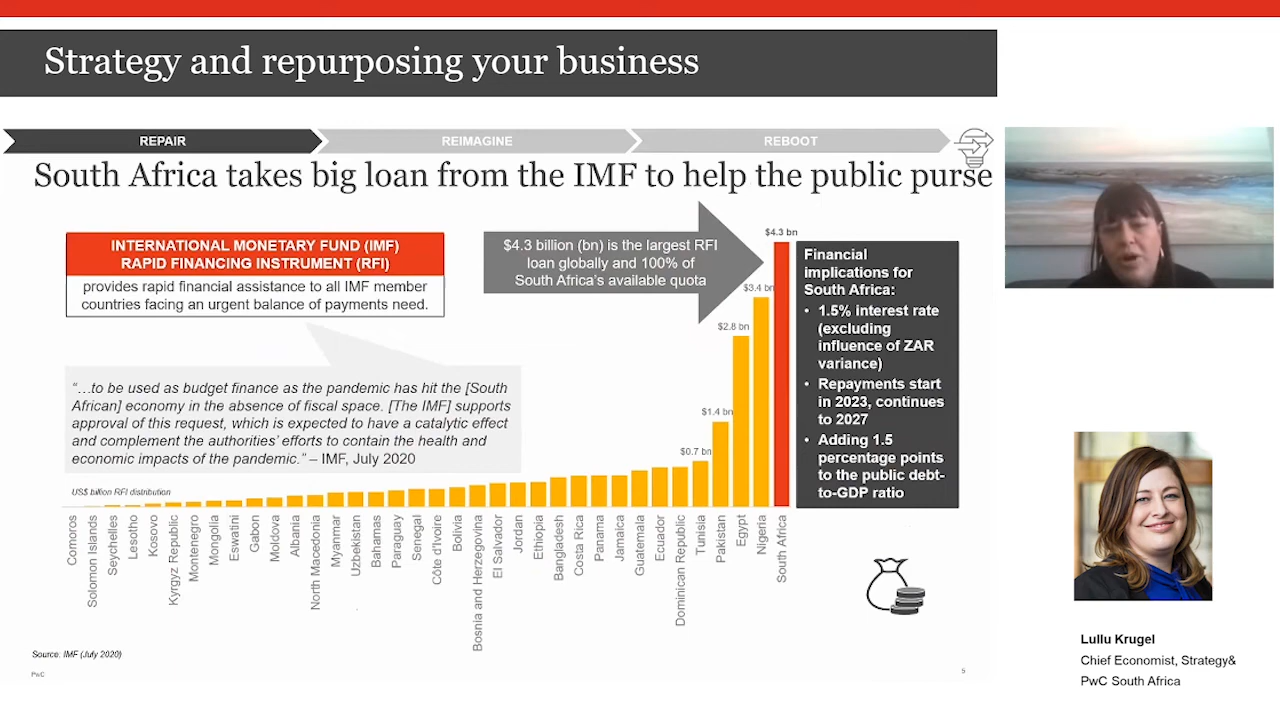 Strategy and repurposing your business
REPAIR
REIMAGINE
REBOOT
South Africa takes big loan from the IMF to help the public purse
INTERNATIONAL MONETARY FUND (IMF)
RAPID FINANCING INSTRUMENT (RFI)
provides rapid financial assistance to all IMF member
countries facing an urgent balance of payments need.
$4.3 billion (bn) is the largest RFI
loan globally and 100% of
South Africa's available quota
“…to be used as budget finance as the pandemic has hit the [South
African] economy in the absence of fiscal space. [The IMF] supports
approval of this request, which is expected to have a catalytic effect
and complement the authorities’ efforts to contain the health and
economic impacts of the pandemic.” – IMF, July 2020
US$ billion RFI distribution
$0.7 bn
$1.4 bn
$2.8 bn
$3.4 bn
$4.3 bn
Comoros
Solomon Islands
Seychelles
Lesotho
Kosovo
Kyrgyz Republic
Montenegro
Mongolia
Eswatini
Gabon
Moldova
Albania
North Macedonia
Myanmar
Uzbekistan
Bahamas
Paraguay
Senegal
Côte d'Ivoire
Bolivia
Bosnia and Herzegovina
El Salvador
Jordan
Ethiopia
Bangladesh
Costa Rica
Panama
Jamaica
Guatemala
Ecuador
Dominican Republic
Tunisia
Pakistan
Egypt
Nigeria
South Africa
Financial
implications for
South Africa:
• 1.5% interest rate
(excluding
influence of ZAR
variance)
• Repayments start
in 2023, continues
to 2027
• Adding 1.5
percentage points
to the public debt-
to-GDP ratio
Source: IMF (July 2020)
PwC
5
Lullu Krugel
Chief Economist, Strategy&
PwC South Africa